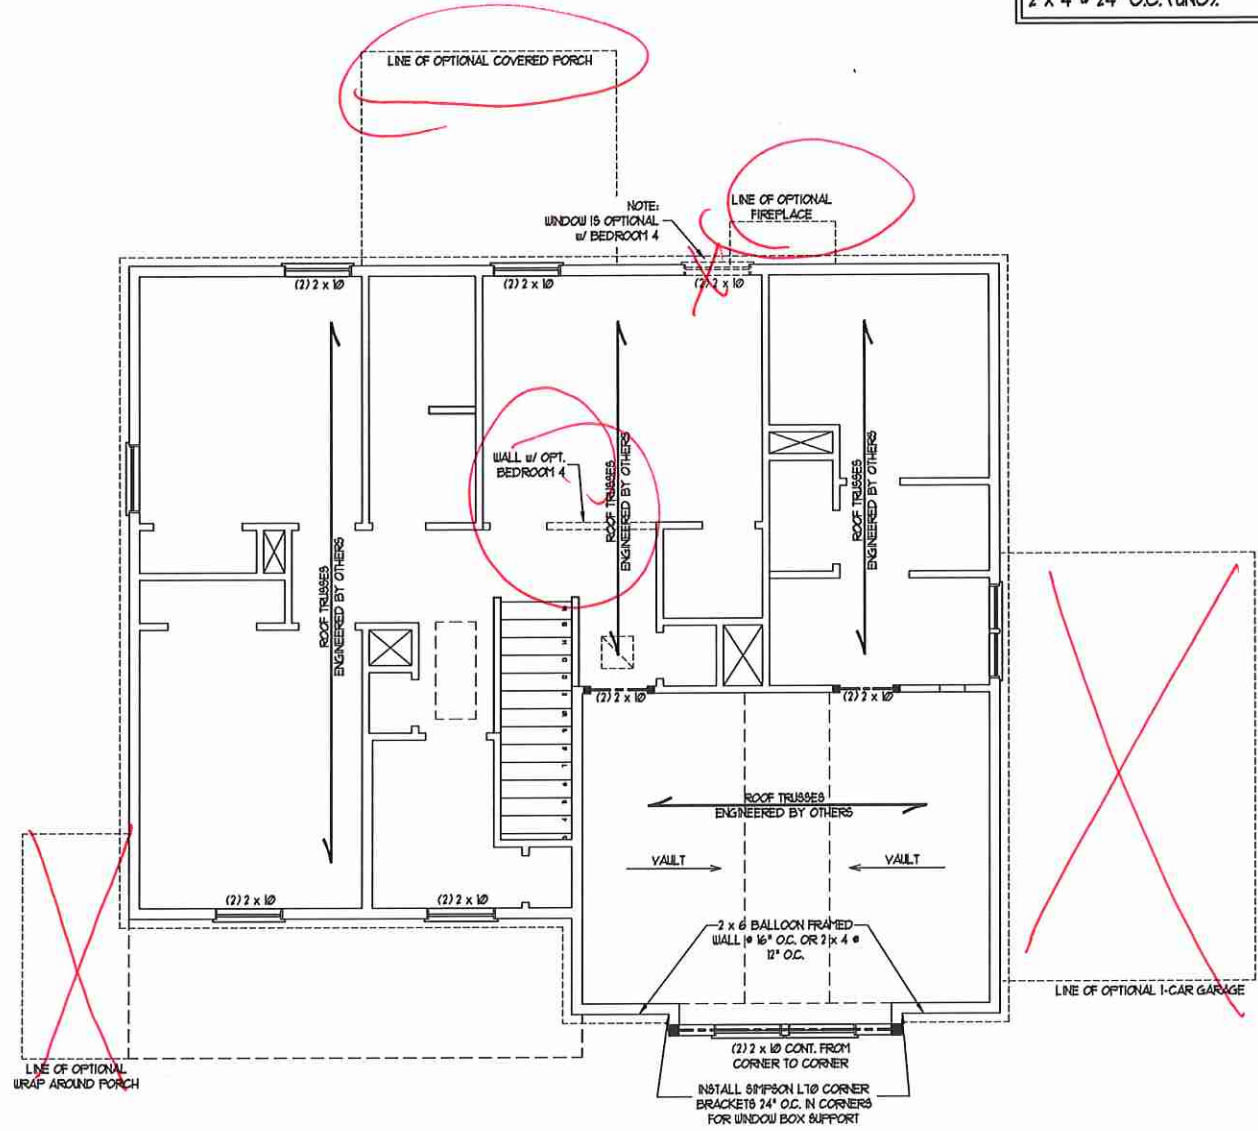 2 x 4 @ 24" O.C. (UNO).
LINE OF OPTIONAL COVERED PORCH
NOTE:
WINDOW IS OPTIONAL
w/ BEDROOM 4
LINE OF OPTIONAL
FIREPLACE
(2) 2 x 10
(2) 2 x 10
(2) 2 x 10
WALL w/ OPT.
BEDROOM 4
ROOF TRUSSES
ENGINEERED BY OTHERS
ROOF TRUSSES
ENGINEERED BY OTHERS
ROOF TRUSSES
ENGINEERED BY OTHERS
(2) 2 x 10
(2) 2 x 10
ROOF TRUSSES
ENGINEERED BY OTHERS
VAULT
VAULT
(2) 2 x 10
(2) 2 x 10
2 x 6 BALLOON FRAMED
WALL @ 16" O.C. OR 2 x 4 @
12" O.C.
LINE OF OPTIONAL 1-CAR GARAGE
(2) 2 x 10 CONT. FROM
CORNER TO CORNER
LINE OF OPTIONAL
WRAP AROUND PORCH
INSTALL SIMPSON L70 CORNER
BRACKETS 24" O.C. IN CORNERS
FOR WINDOW BOX SUPPORT